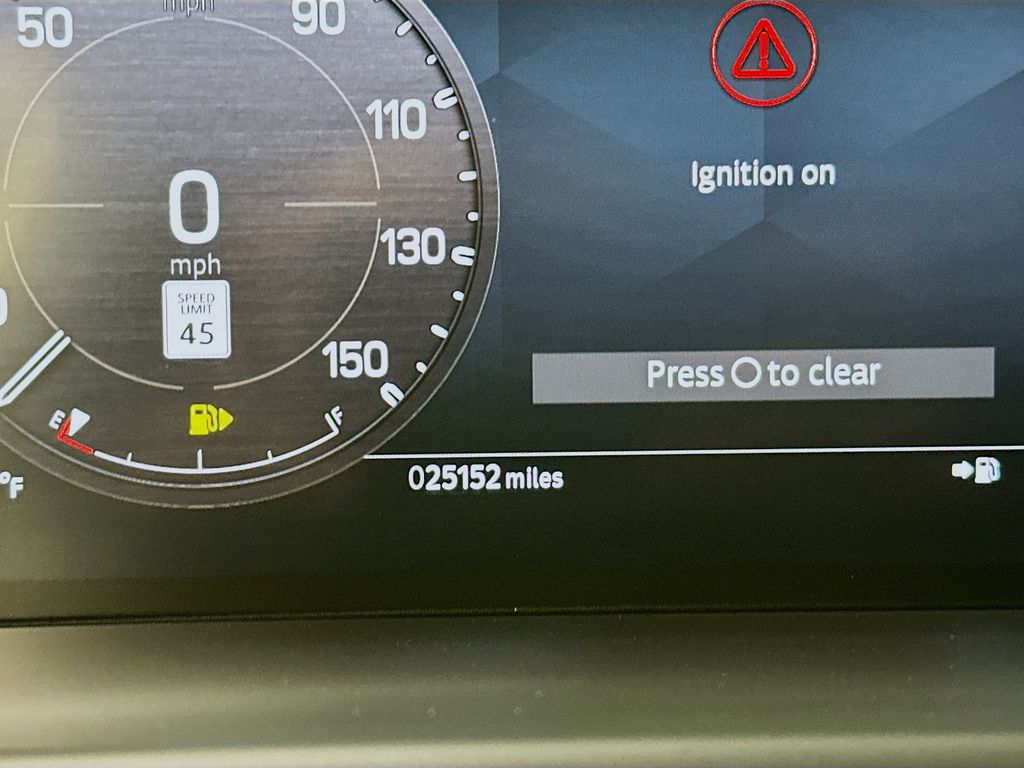 mph
50
90
110
0
130
mph
SPEED
LIMIT
45
150
E
F
°F
025152 miles
Ignition on
Press to clear